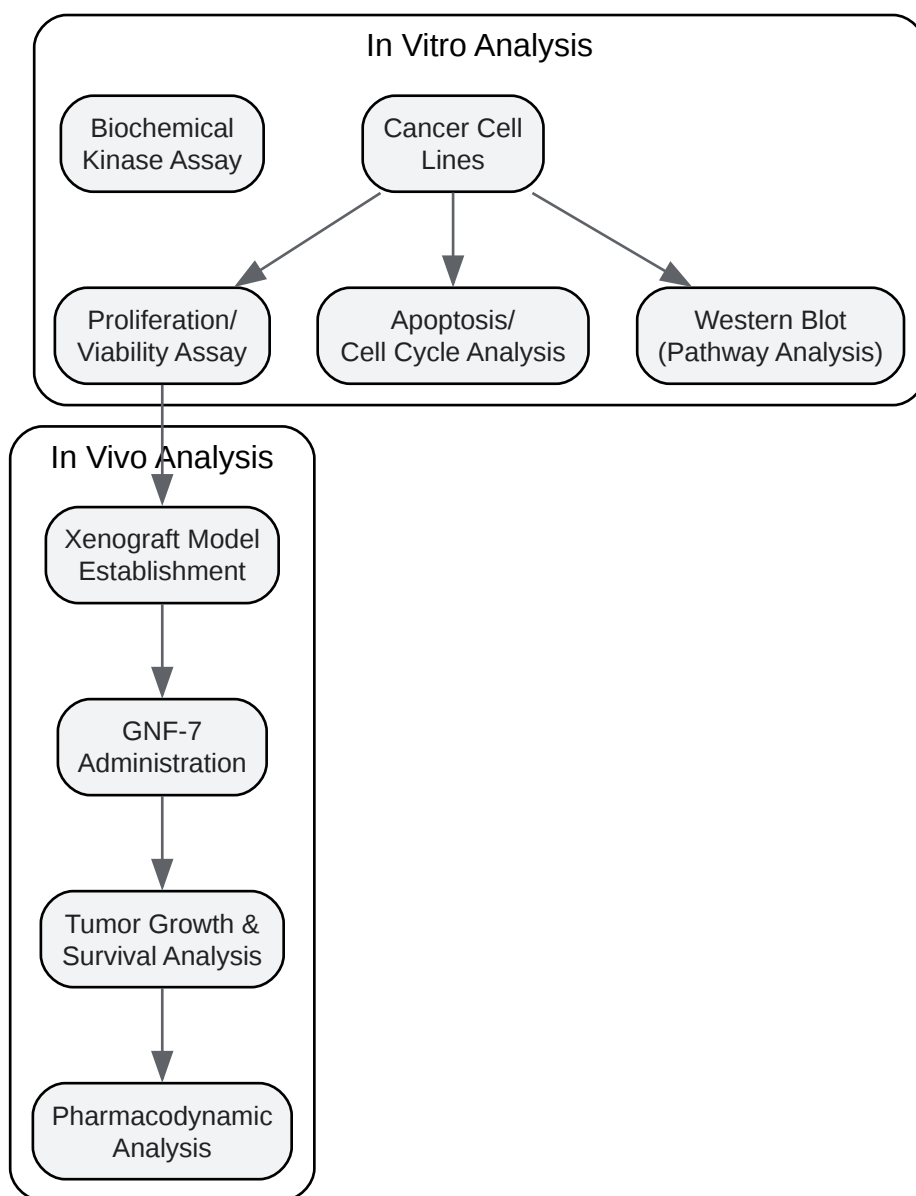 In Vitro Analysis
Biochemical
Kinase Assay
Cancer Cell
Lines
Proliferation/
Viability Assay
Apoptosis/
Cell Cycle Analysis
Western Blot
(Pathway Analysis)
In Vivo Analysis
Xenograft Model
Establishment
GNF-7
Administration
Tumor Growth &
Survival Analysis
Pharmacodynamic
Analysis